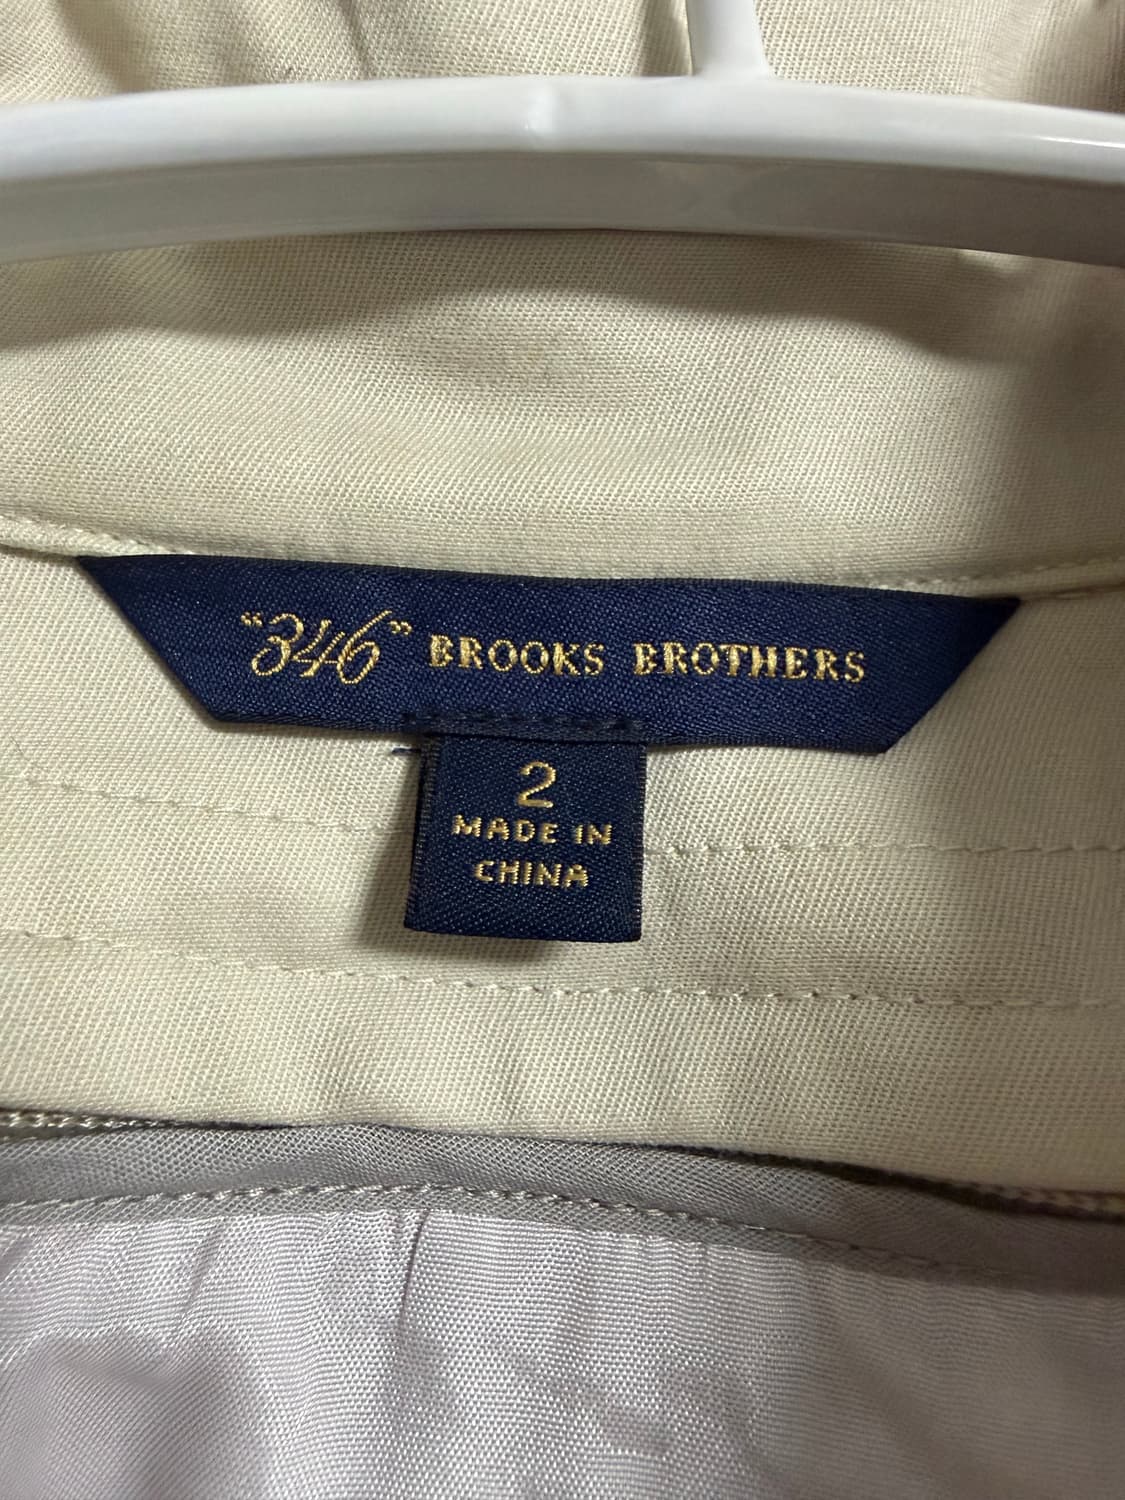 “346” BROOKS BROTHERS
2
MADE IN
CHINA